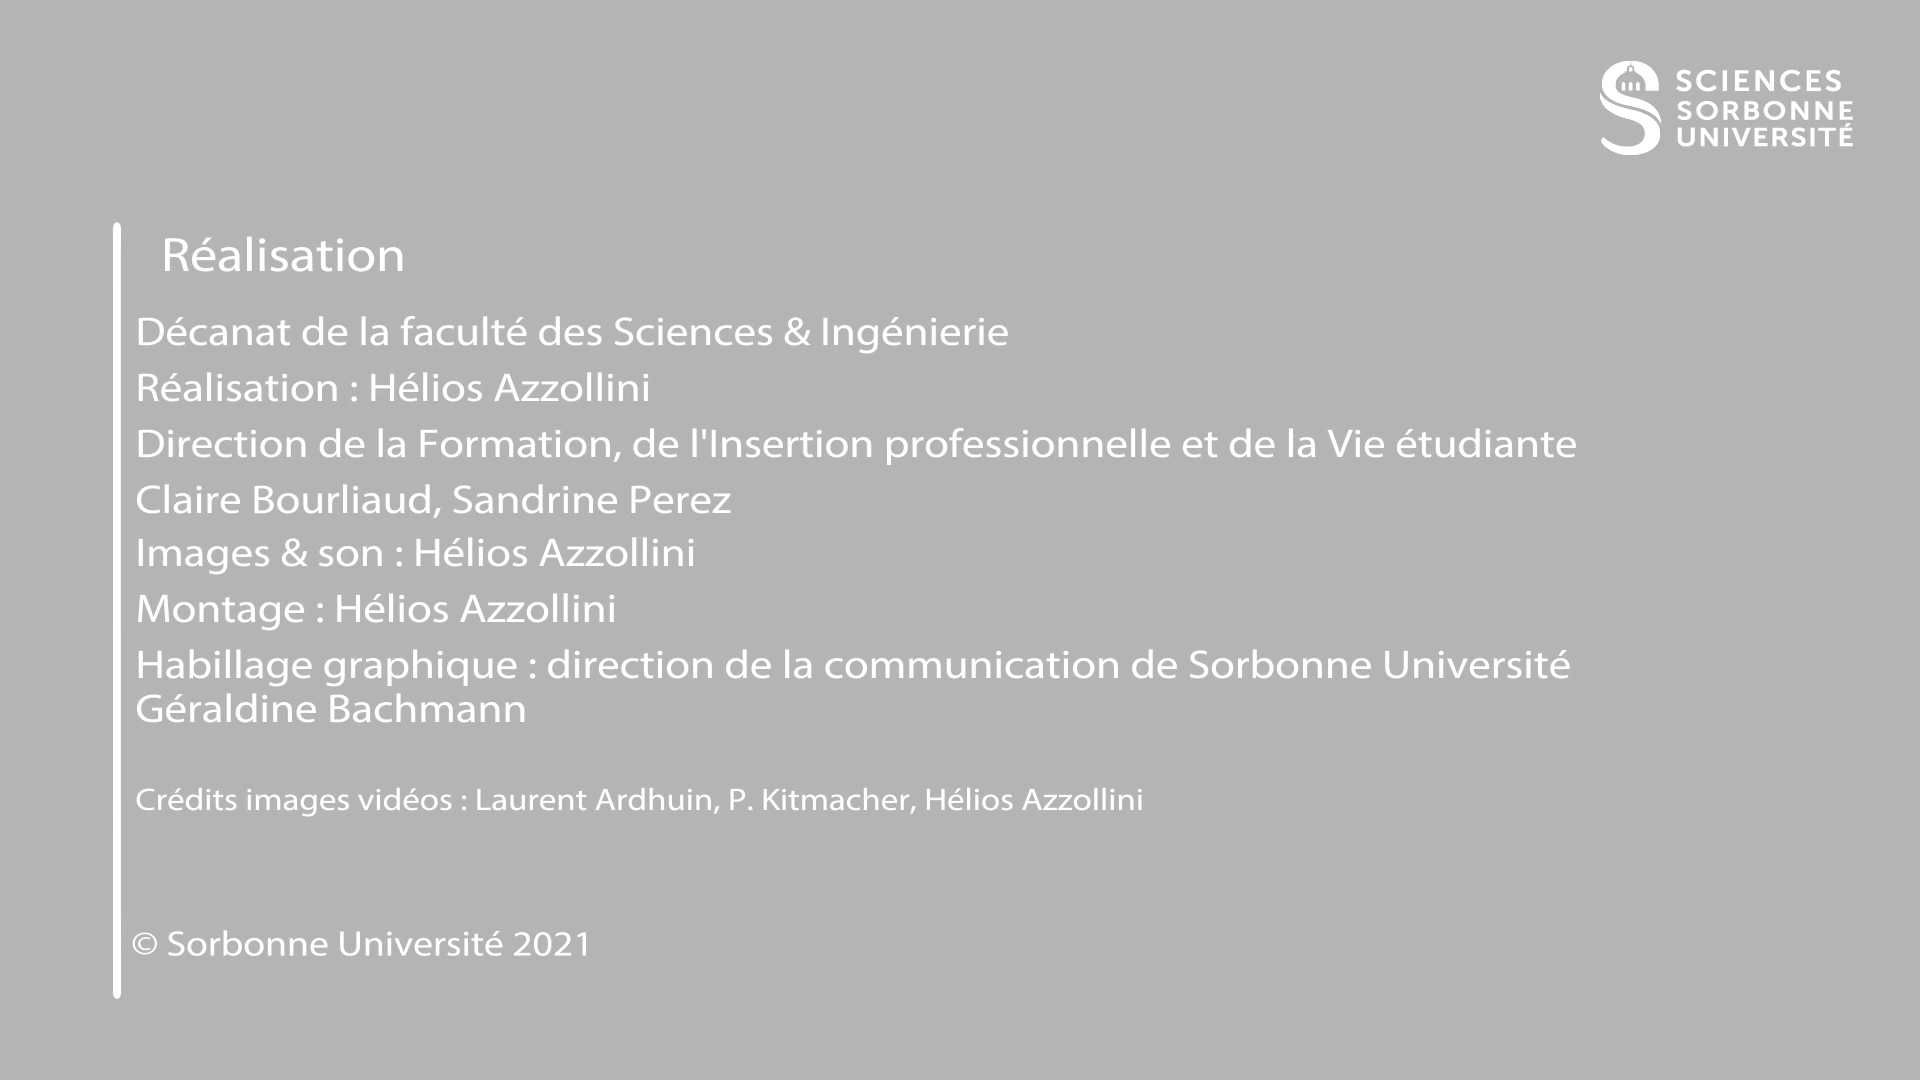 SCIENCES
SORBONNE
UNIVERSITÉ
Réalisation
Décanat de la faculté des Sciences & Ingénierie
Réalisation : Hélios Azzollini
Direction de la Formation, de l'Insertion professionnelle et de la Vie étudiante
Claire Bourliaud, Sandrine Perez
Images & son : Hélios Azzollini
Montage : Hélios Azzollini
Habillage graphique : direction de la communication de Sorbonne Université
Géraldine Bachmann
Crédits images vidéos : Laurent Ardhuin, P. Kitmacher, Hélios Azzollini
© Sorbonne Université 2021